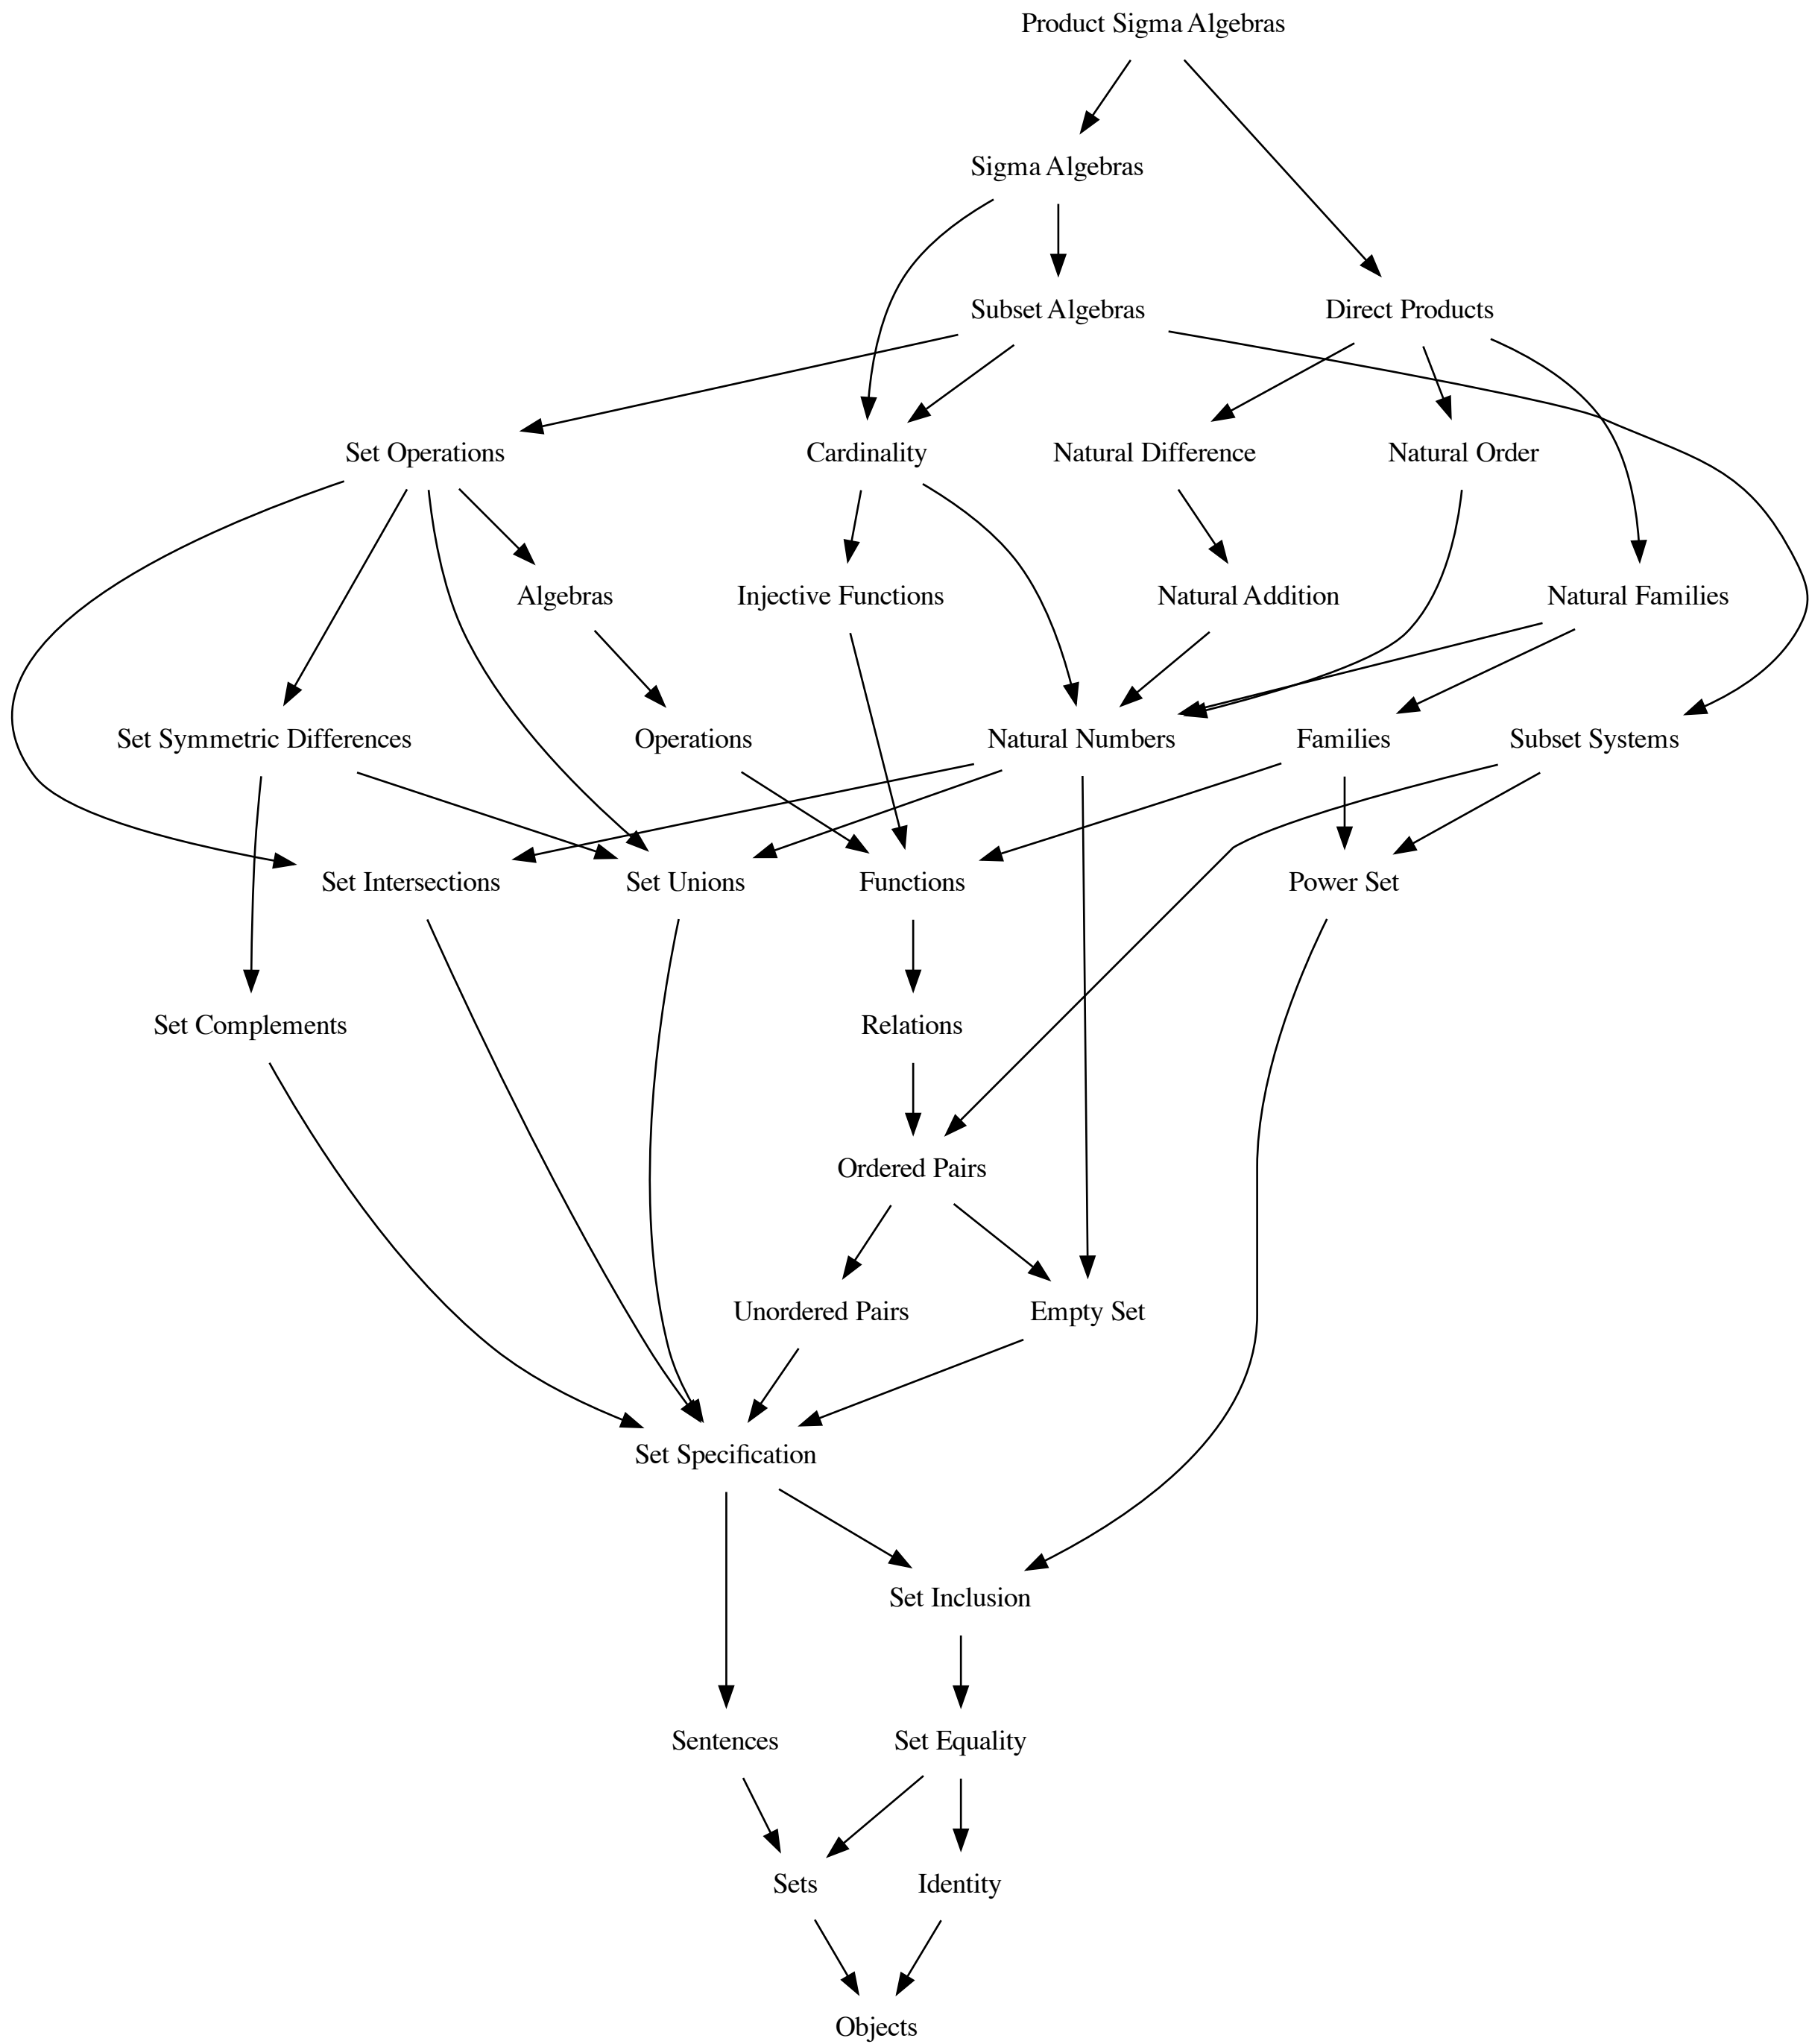 Product Sigma Algebras
Sigma Algebras
Subset Algebras
Direct Products
Set Operations
Cardinality
Natural Difference
Natural Order
Algebras
Injective Functions
Natural Addition
Natural Families
Set Symmetric Differences
Operations
Natural Numbers
Families
Subset Systems
Set Intersections
Set Unions
Functions
Power Set
Set Complements
Relations
Ordered Pairs
Unordered Pairs
Empty Set
Set Specification
Set Inclusion
Sentences
Set Equality
Sets
Identity
Objects